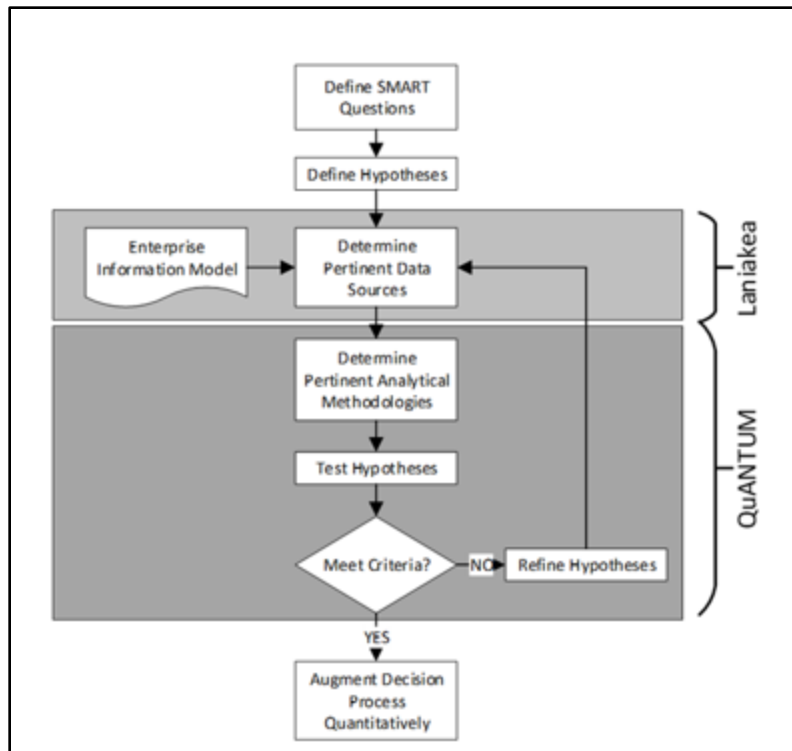 Define SMART
Questions
Define Hypotheses
Enterprise
Information Model
Determine
Pertinent Data
Sources
Laniakea
Determine
Pertinent Analytical
Methodologies
QuANTUM
Test Hypotheses
Meet Criteria?
NO
Refine Hypotheses
YES
Augment Decision
Process
Quantitatively